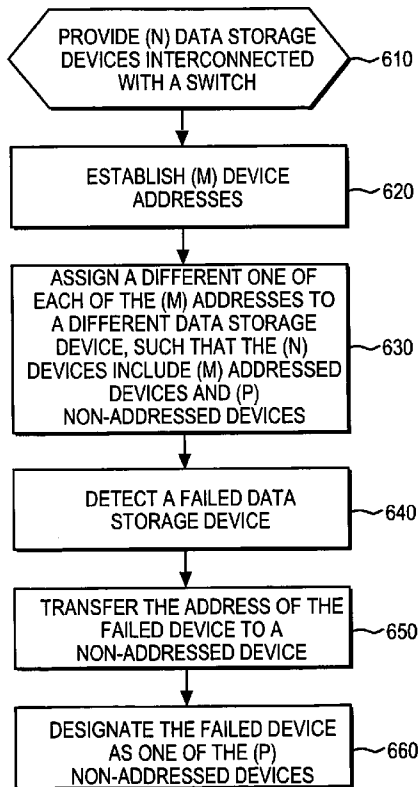 PROVIDE (N) DATA STORAGE
DEVICES INTERCONNECTED
WITH A SWITCH
610
ESTABLISH (M) DEVICE
ADDRESSES
620
ASSIGN A DIFFERENT ONE OF
EACH OF THE (M) ADDRESSES TO
A DIFFERENT DATA STORAGE
DEVICE, SUCH THAT THE (N)
DEVICES INCLUDE (M) ADDRESSED
DEVICES AND (P)
NON-ADDRESSED DEVICES
630
DETECT A FAILED DATA
STORAGE DEVICE
640
TRANSFER THE ADDRESS OF THE
FAILED DEVICE TO A
NON-ADDRESSED DEVICE
650
DESIGNATE THE FAILED DEVICE
AS ONE OF THE (P)
NON-ADDRESSED DEVICES
660